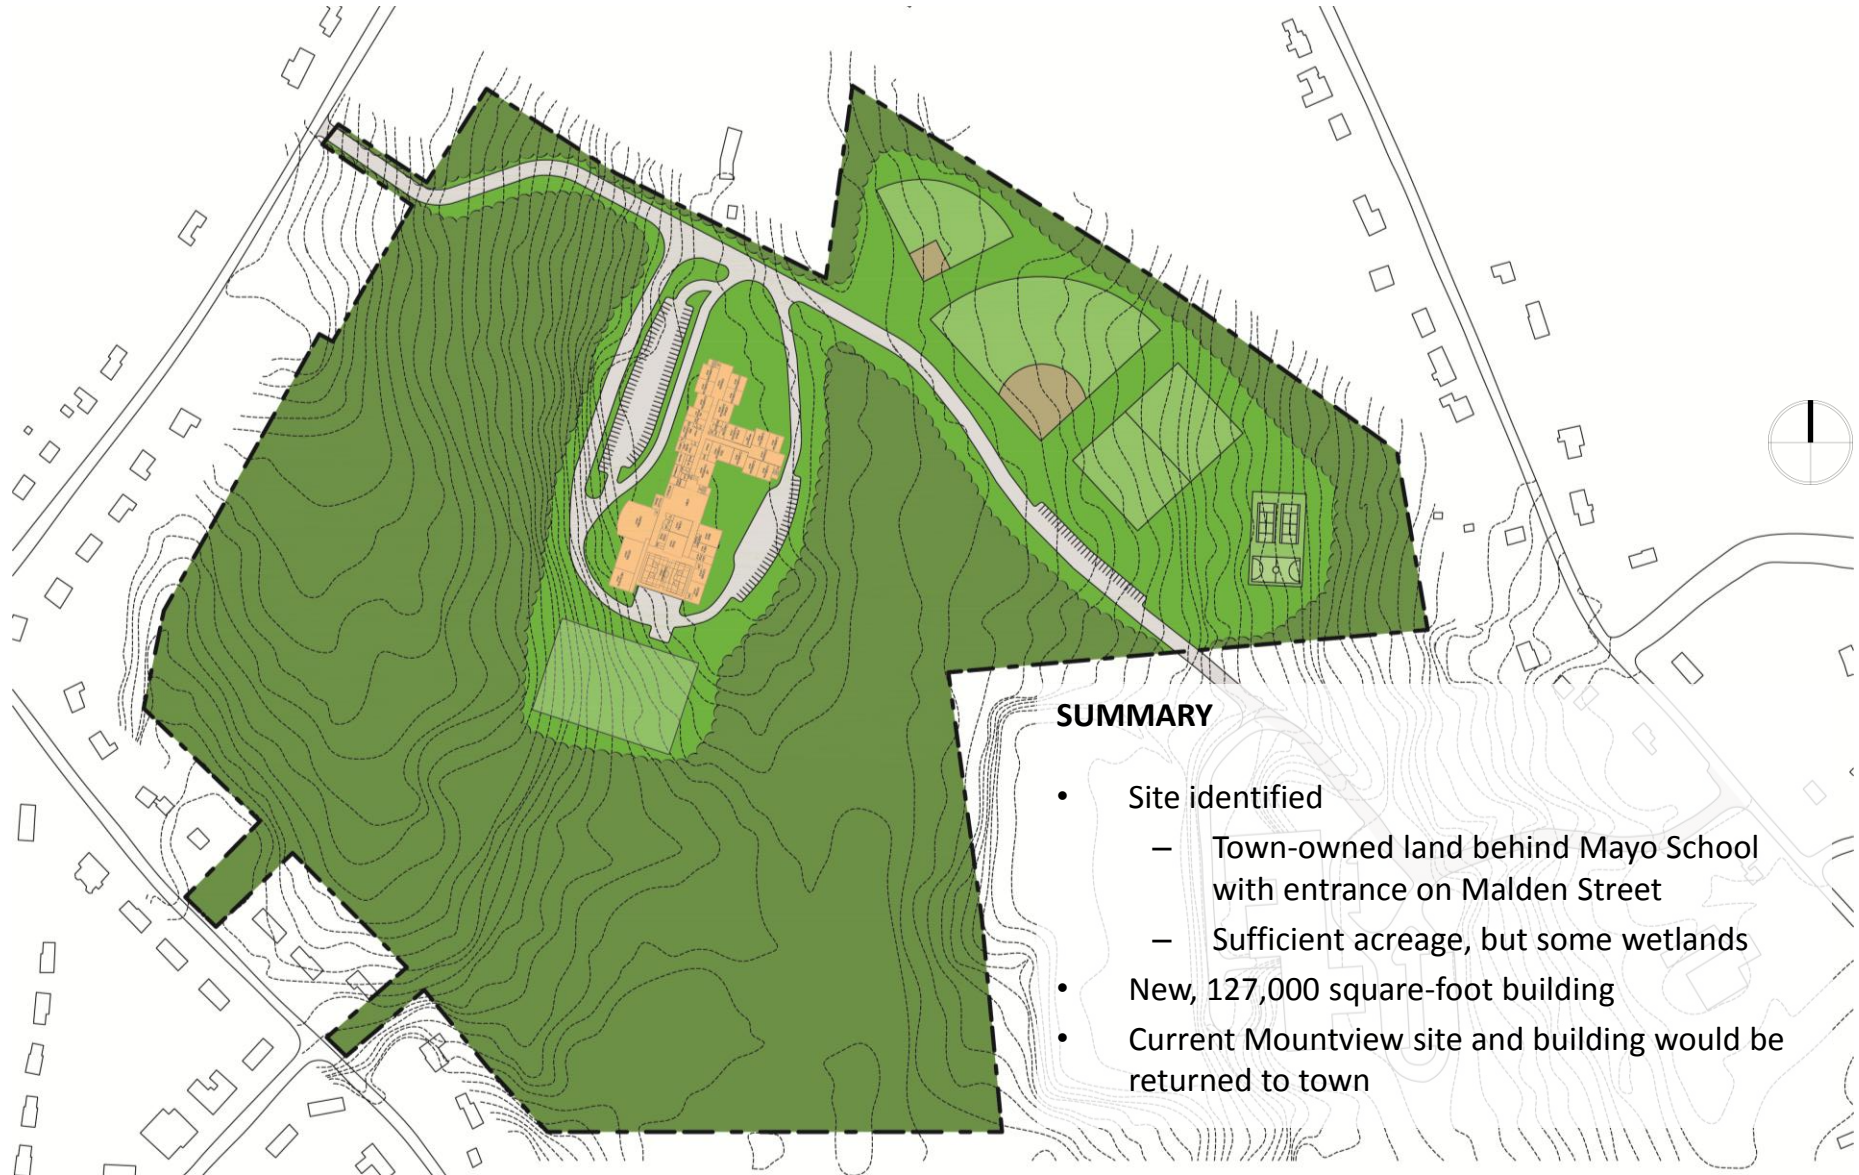 SUMMARY
• Site identified
– Town-owned land behind Mayo School
with entrance on Malden Street
– Sufficient acreage, but some wetlands
• New, 127,000 square-foot building
• Current Mountview site and building would be
returned to town